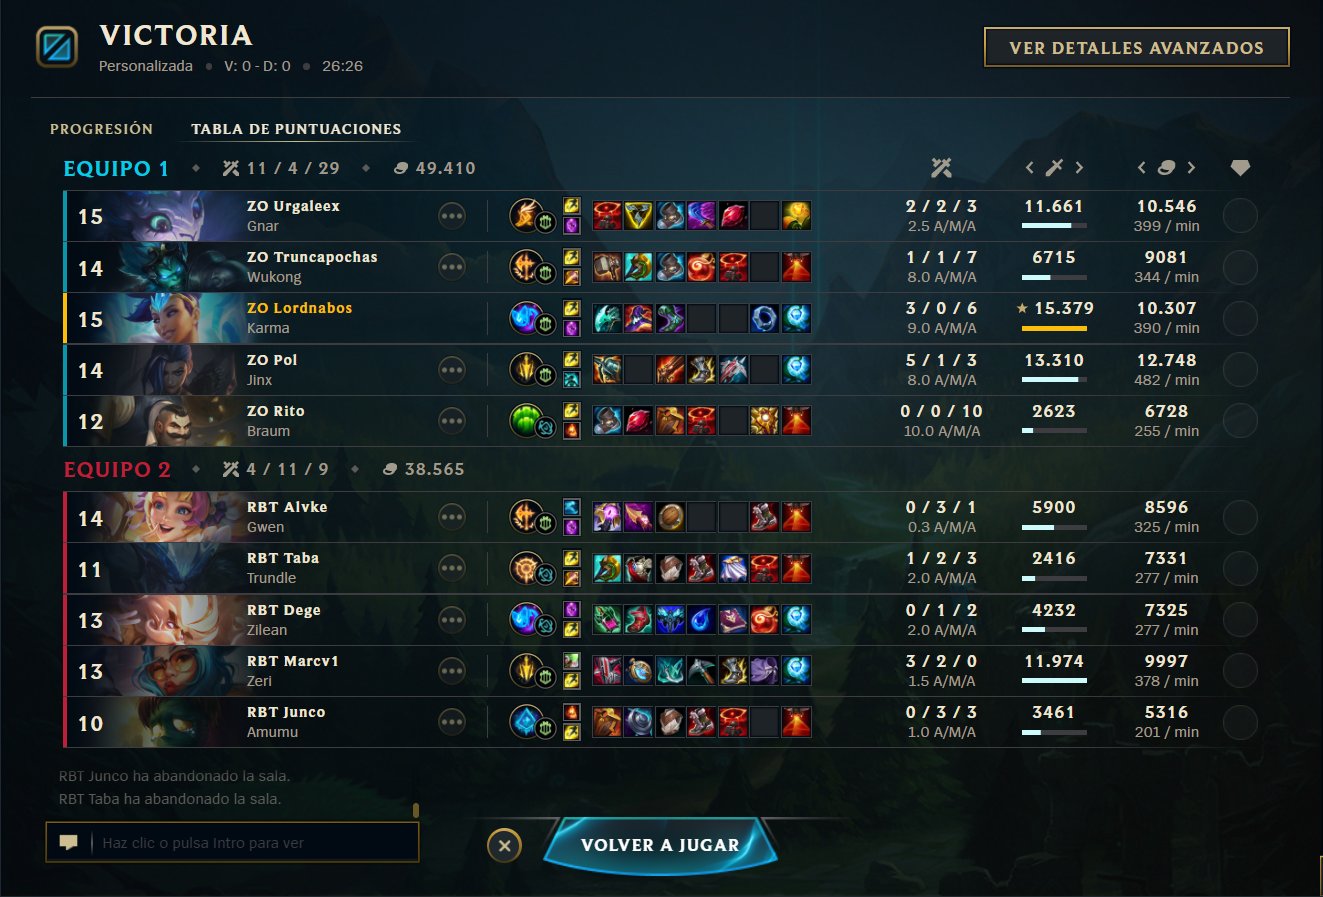 VICTORIA
Personalizada • V: 0 - D: 0 • 26:26
VER DETALLES AVANZADOS
PROGRESIÓN TABLA DE PUNTUACIONES
EQUIPO 1 11 / 4 / 29 49.410
15 ZO Urgaleex 2 / 2 / 3 11.661 10.546
Gnar 2.5 A/M/A 399 / min
14 ZO Truncapochas 1 / 1 / 7 6715 9081
Wukong 8.0 A/M/A 344 / min
15 ZO Lordnabos 3 / 0 / 6 15.379 10.307
Karma 9.0 A/M/A 390 / min
14 ZO Pol 5 / 1 / 3 13.310 12.748
Jinx 8.0 A/M/A 482 / min
12 ZO Rito 0 / 0 / 10 2623 6728
Braum 10.0 A/M/A 255 / min
EQUIPO 2 4 / 11 / 9 38.565
14 RBT Alvke 0 / 3 / 1 5900 8596
Gwen 0.3 A/M/A 325 / min
11 RBT Taba 1 / 2 / 3 2416 7331
Trundle 2.0 A/M/A 277 / min
13 RBT Dege 0 / 1 / 2 4232 7325
Zilean 2.0 A/M/A 277 / min
13 RBT Marcv1 3 / 2 / 0 11.974 9997
Zeri 1.5 A/M/A 378 / min
10 RBT Junco 0 / 3 / 3 3461 5316
Amumu 1.0 A/M/A 201 / min
RBT Junco ha abandonado la sala.
RBT Taba ha abandonado la sala.
Haz clic o pulsa Intro para ver
VOLVER A JUGAR